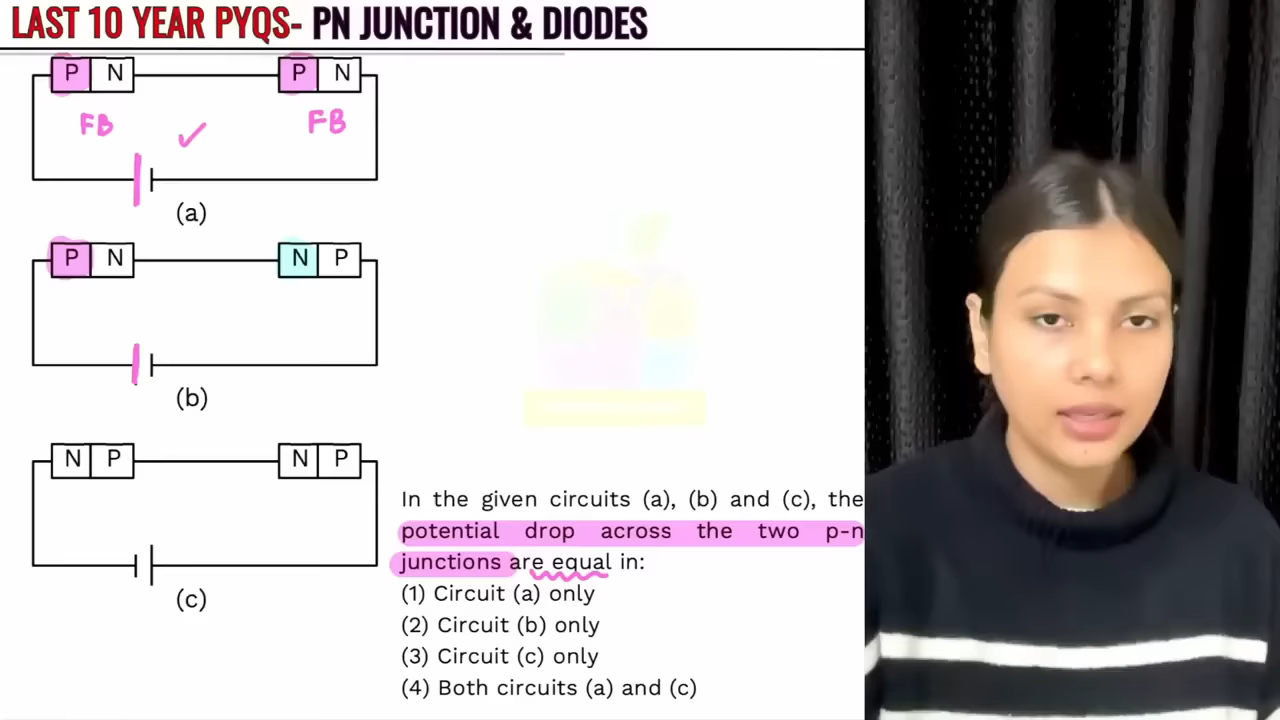 LAST 10 YEAR PYQS- PN JUNCTION & DIODES
P N P N
FB FB
(a)
P N N P
(b)
N P N P
(c)
In the given circuits (a), (b) and (c), the
potential drop across the two p-n
junctions are equal in:
(1) Circuit (a) only
(2) Circuit (b) only
(3) Circuit (c) only
(4) Both circuits (a) and (c)